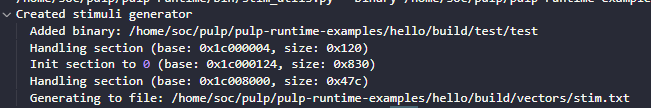 /home/soc/pulp/pulp-runtime/bin/stim_utils.py --binary /home/soc/pulp/pulp-runtime-example
Created stimuli generator
Added binary: /home/soc/pulp/pulp-runtime-examples/hello/build/test/test
Handling section (base: 0x1c000004, size: 0x120)
Init section to 0 (base: 0x1c000124, size: 0x830)
Handling section (base: 0x1c008000, size: 0x47c)
Generating to file: /home/soc/pulp/pulp-runtime-examples/hello/build/vectors/stim.txt